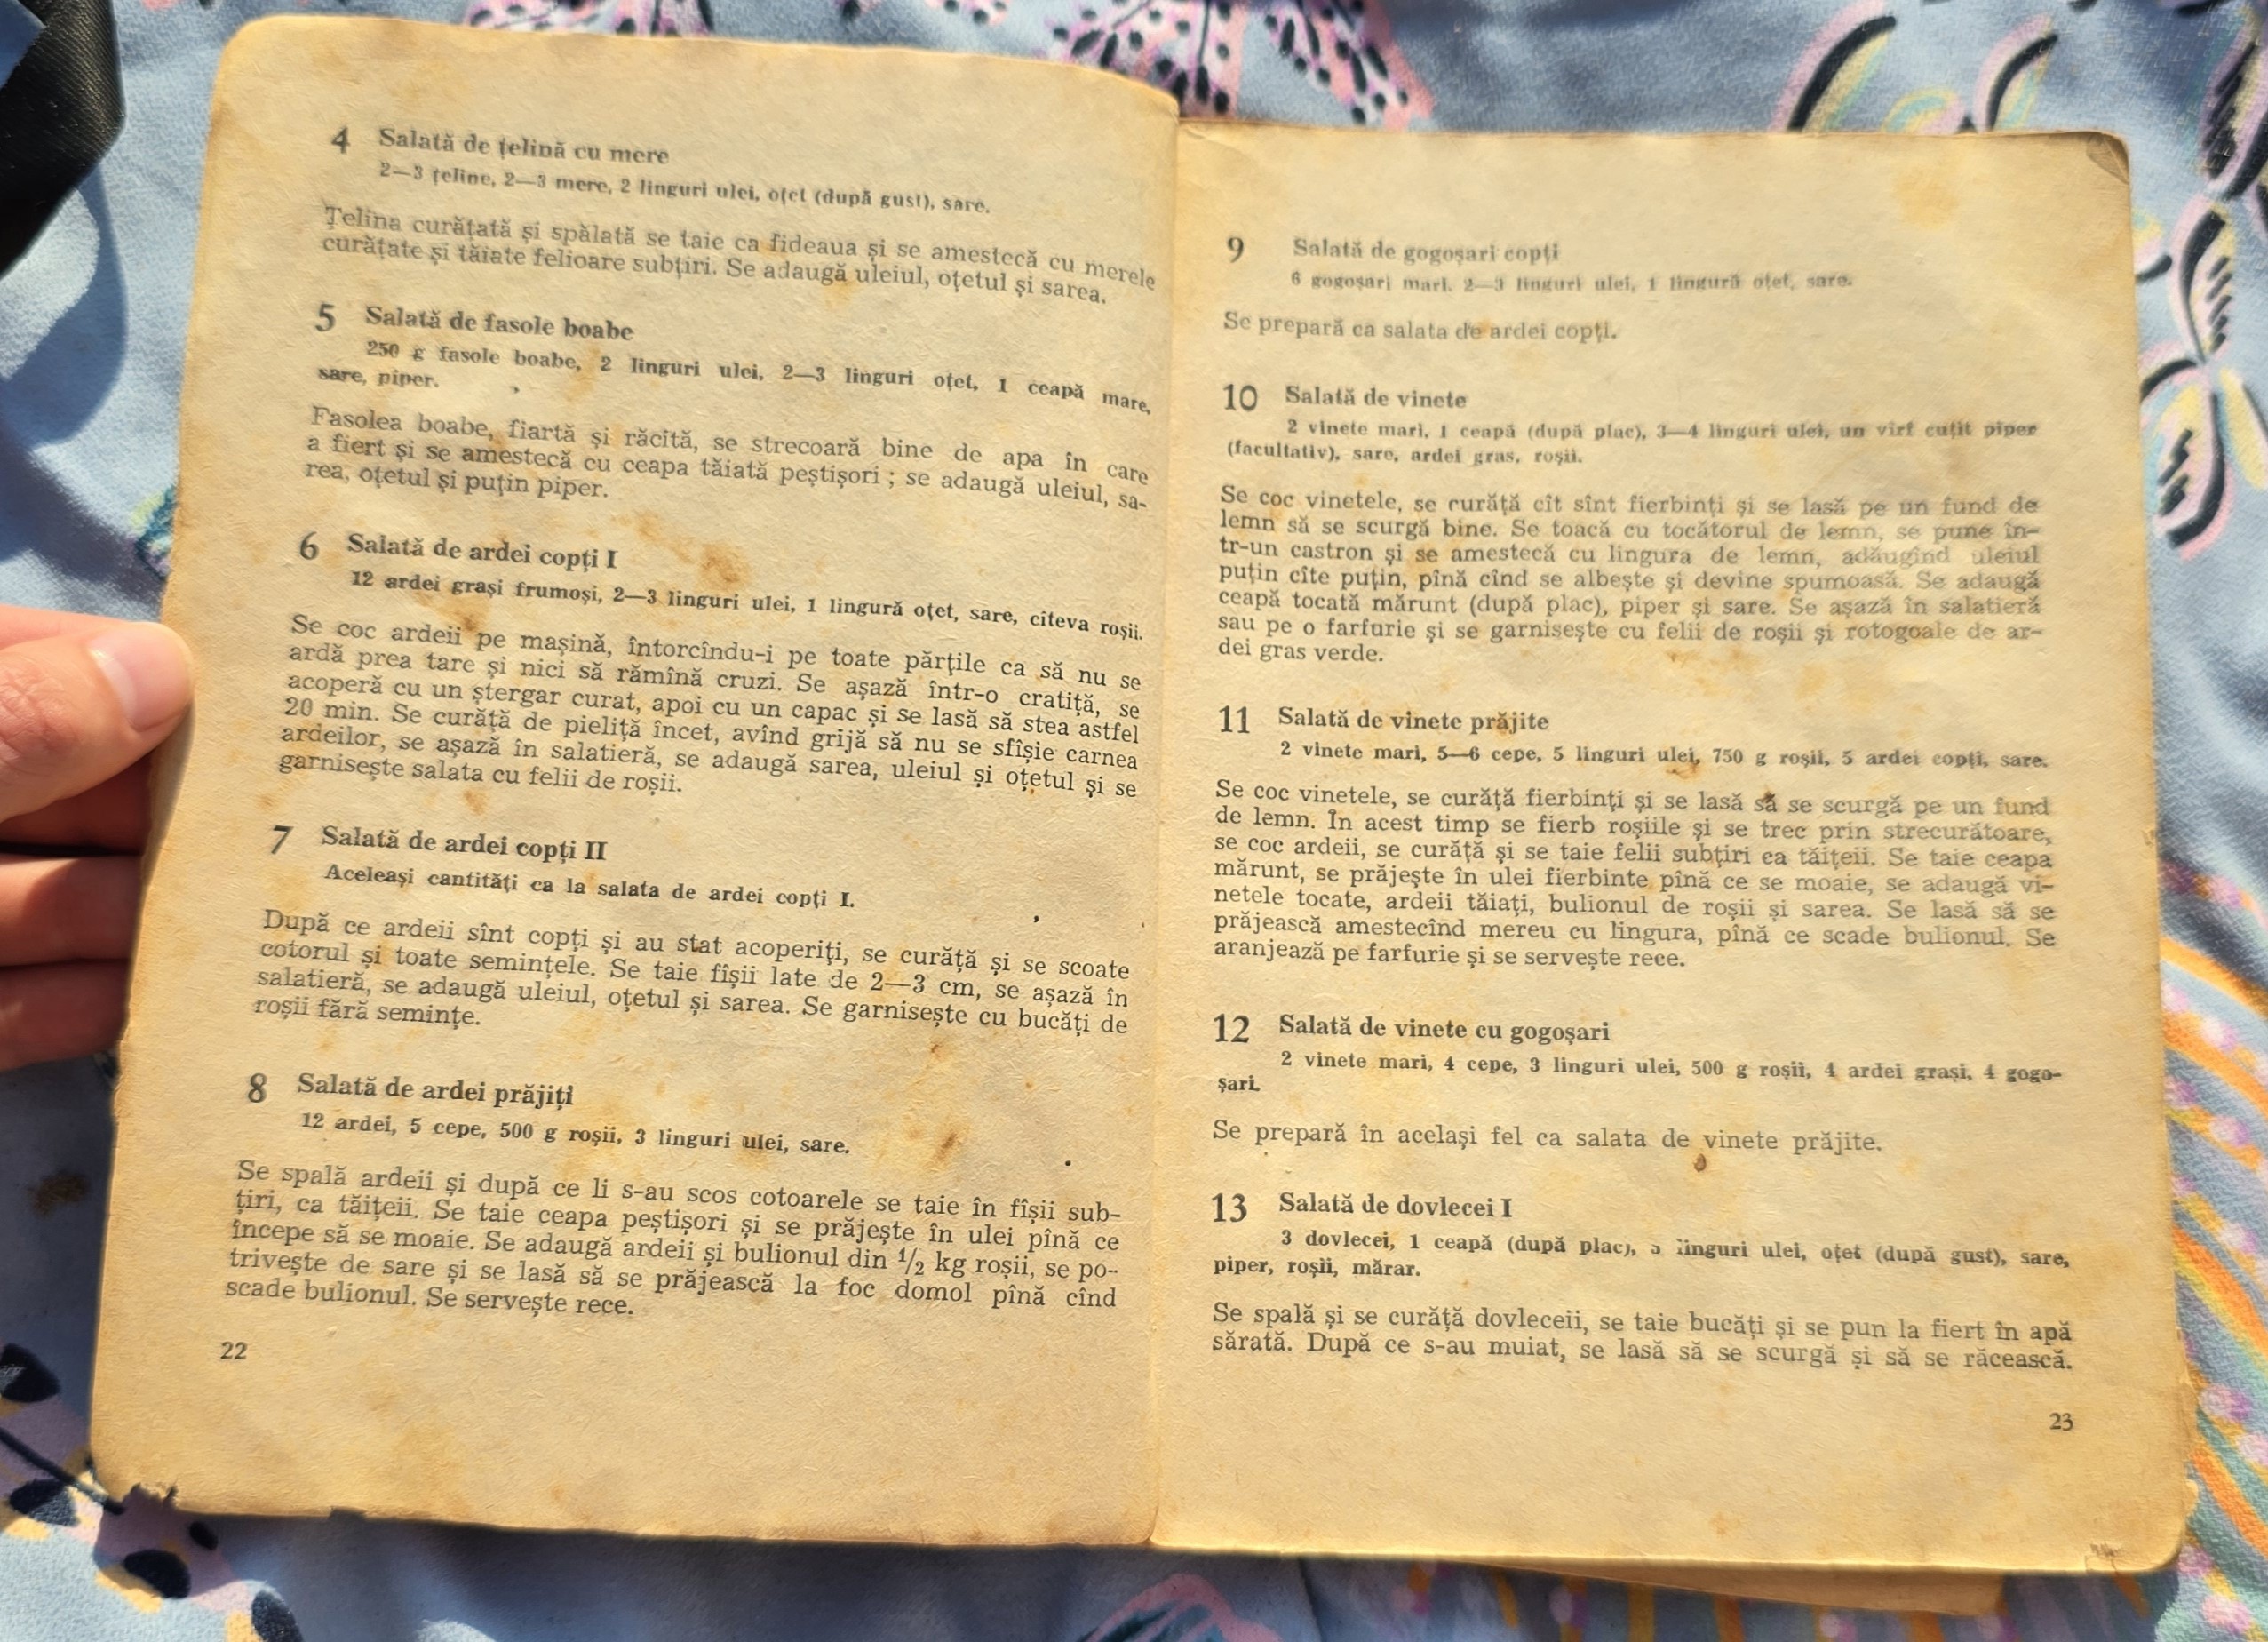 4 Salată de țelină cu mere
2—3 țeline, 2—3 mere, 2 linguri ulei, oțet (după gust), sare.
Țelina curățată și spălată se taie ca fideaua și se amestecă cu merele
curățate și tăiate felioare subțiri. Se adaugă uleiul, oțetul și sarea.
5 Salată de fasole boabe
250 g fasole boabe, 2 linguri ulei, 2—3 linguri oțet, 1 ceapă mare,
sare, piper.
Fasolea boabe, fiartă și răcită, se strecoară bine de apa în care
a fiert și se amestecă cu ceapa tăiată peștișori ; se adaugă uleiul, sa-
rea, oțetul și puțin piper.
6 Salată de ardei copți I
12 ardei grași frumoși, 2—3 linguri ulei, 1 lingură oțet, sare, cîteva roșii.
Se coc ardeii pe mașină, întorcîndu-i pe toate părțile ca să nu se
ardă prea tare și nici să rămînă cruzi. Se așază într-o cratiță, se
acoperă cu un ștergar curat, apoi cu un capac și se lasă să stea astfel
20 min. Se curăță de pieliță încet, avînd grijă să nu se sfîșie carnea
ardeilor, se așază în salatieră, se adaugă sarea, uleiul și oțetul și se
garnisește salata cu felii de roșii.
7 Salată de ardei copți II
Aceleași cantități ca la salata de ardei copți I.
După ce ardeii sînt copți și au stat acoperiți, se curăță și se scoate
cotorul și toate semințele. Se taie fîșii late de 2—3 cm, se așază în
salatieră, se adaugă uleiul, oțetul și sarea. Se garnisește cu bucăți de
roșii fără semințe.
8 Salată de ardei prăjiți
12 ardei, 5 cepe, 500 g roșii, 3 linguri ulei, sare.
Se spală ardeii și după ce li s-au scos cotoarele se taie în fîșii sub-
țiri, ca tăițeii. Se taie ceapa peștișori și se prăjește în ulei pînă ce
începe să se moaie. Se adaugă ardeii și bulionul din 1/2 kg roșii, se po-
trivește de sare și se lasă să se prăjească la foc domol pînă cînd
scade bulionul. Se servește rece.
22
9 Salată de gogoșari copți
6 gogoșari mari, 2—3 linguri ulei, 1 lingură oțet, sare.
Se prepară ca salata de ardei copți.
10 Salată de vinete
2 vinete mari, 1 ceapă (după plac), 3—4 linguri ulei, un vîrf cuțit piper
(facultativ), sare, ardei gras, roșii.
Se coc vinetele, se curăță cît sînt fierbinți și se lasă pe un fund de
lemn să se scurgă bine. Se toacă cu tocătorul de lemn, se pune în-
tr-un castron și se amestecă cu lingura de lemn, adăugînd uleiul
puțin cîte puțin, pînă cînd se albește și devine spumoasă. Se adaugă
ceapă tocată mărunt (după plac), piper și sare. Se așază în salatieră
sau pe o farfurie și se garnisește cu felii de roșii și rotogoale de ar-
dei gras verde.
11 Salată de vinete prăjite
2 vinete mari, 5—6 cepe, 5 linguri ulei, 750 g roșii, 5 ardei copți, sare.
Se coc vinetele, se curăță fierbinți și se lasă să se scurgă pe un fund
de lemn. În acest timp se fierb roșiile și se trec prin strecurătoare,
se coc ardeii, se curăță și se taie felii subțiri ca tăițeii. Se taie ceapa
mărunt, se prăjește în ulei fierbinte pînă ce se moaie, se adaugă vi-
netele tocate, ardeii tăiați, bulionul de roșii și sarea. Se lasă să se
prăjească amestecînd mereu cu lingura, pînă ce scade bulionul. Se
aranjează pe farfurie și se servește rece.
12 Salată de vinete cu gogoșari
2 vinete mari, 4 cepe, 3 linguri ulei, 500 g roșii, 4 ardei grași, 4 gogo-
șari.
Se prepară în același fel ca salata de vinete prăjite.
13 Salată de dovlecei I
3 dovlecei, 1 ceapă (după plac), linguri ulei, oțet (după gust), sare,
piper, roșii, mărar.
Se spală și se curăță dovleceii, se taie bucăți și se pun la fiert în apă
sărată. După ce s-au muiat, se lasă să se scurgă și să se răcească.
23